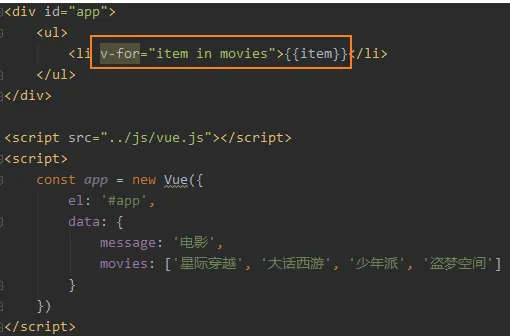 <div id="app">
    <ul>
        <li v-for="item in movies">{{item}}</li>
    </ul>
</div>

<script src="../js/vue.js"></script>
<script>
    const app = new Vue({
        el: '#app',
        data: {
            message: '电影',
            movies: ['星际穿越', '大话西游', '少年派', '盗梦空间']
        }
    })
</script>